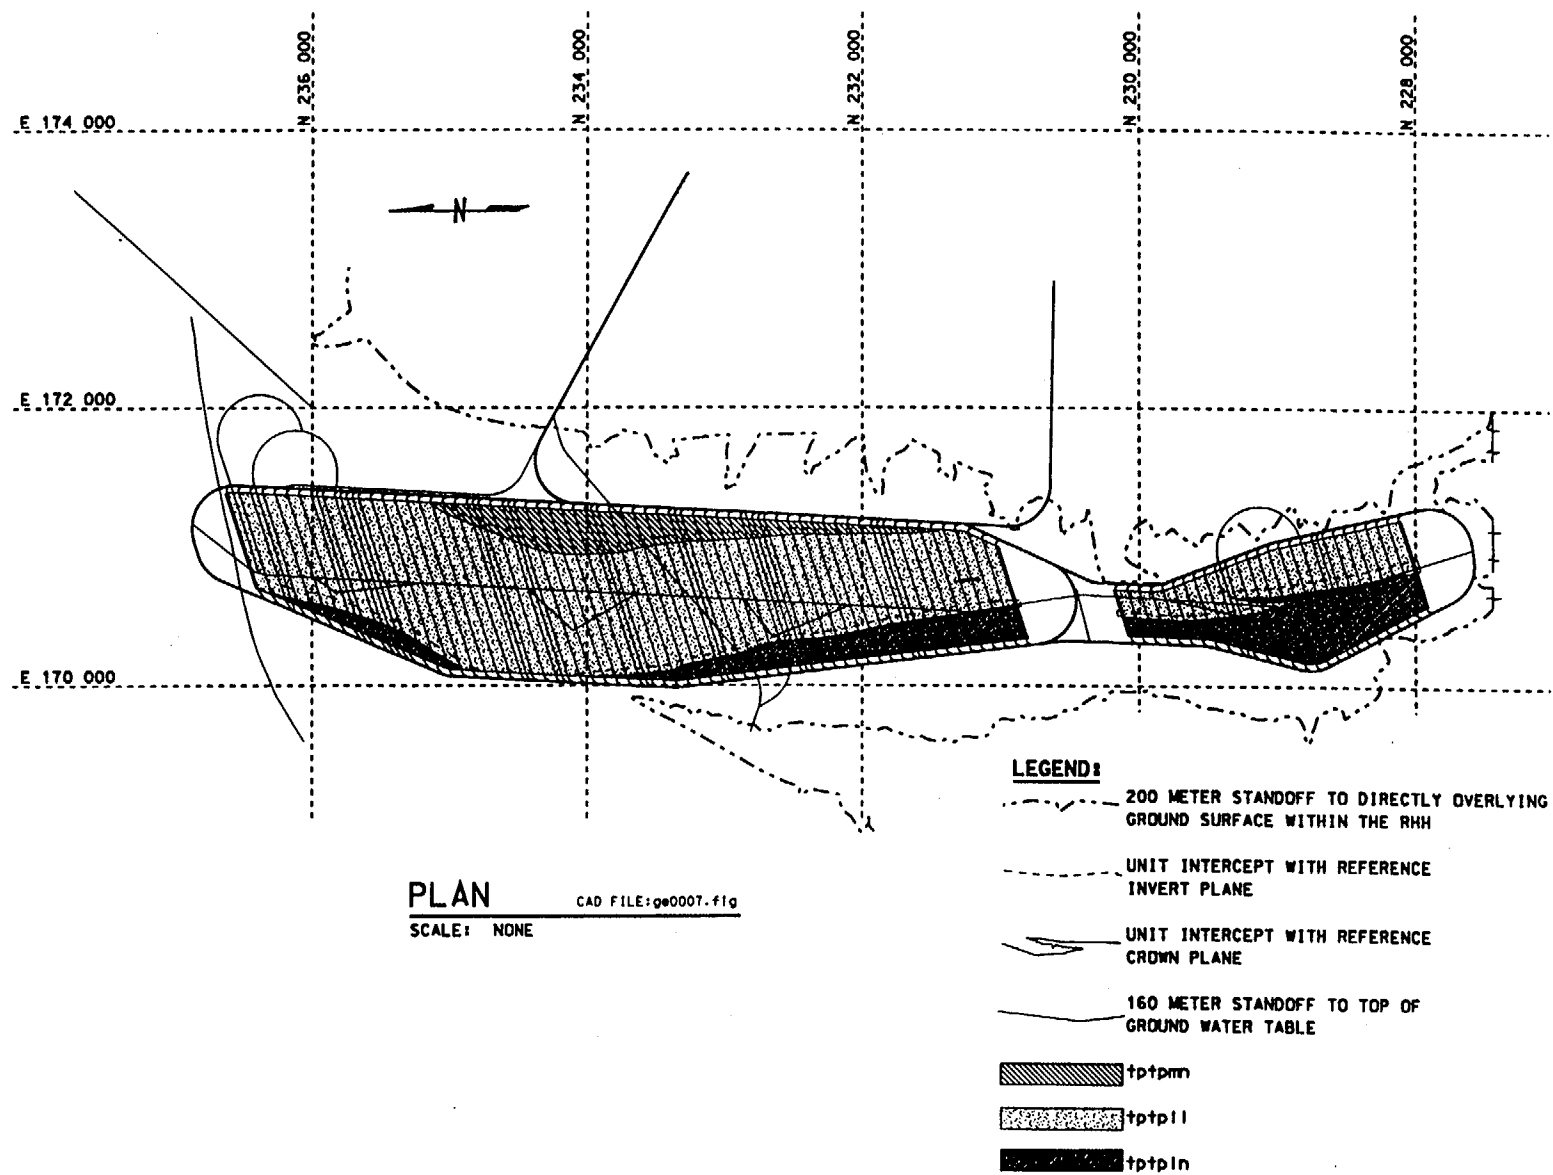 N 236 000
N 234 000
N 232 000
N 230 000
N 228 000
E 174 000
N
E 172 000
E 170 000
LEGEND:
200 METER STANDOFF TO DIRECTLY OVERLYING
GROUND SURFACE WITHIN THE RHH
UNIT INTERCEPT WITH REFERENCE
INVERT PLANE
PLAN CAD FILE:ge0007.fig
SCALE: NONE
UNIT INTERCEPT WITH REFERENCE
CROWN PLANE
160 METER STANDOFF TO TOP OF
GROUND WATER TABLE
tptpmn
tptpll
tptpln